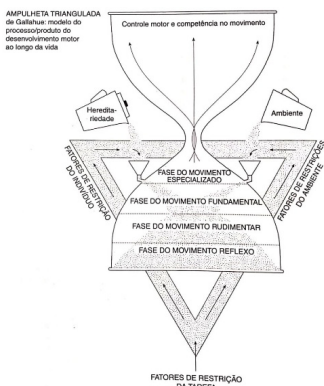 AMPULHETA TRIANGULADA
de Gallahue: modelo do
processo/produto do
desenvolvimento motor
ao longo da vida
Controle motor e competência no movimento
Heredita-
riedade
Ambiente
FATORES DE RESTRIÇÃO
DO INDIVÍDUO
FATORES DE RESTRIÇÕES
DO AMBIENTE
FASE DO MOVIMENTO
ESPECIALIZADO
FASE DO MOVIMENTO FUNDAMENTAL
FASE DO MOVIMENTO RUDIMENTAR
FASE DO MOVIMENTO REFLEXO
FATORES DE RESTRIÇÃO
DA TAREFA